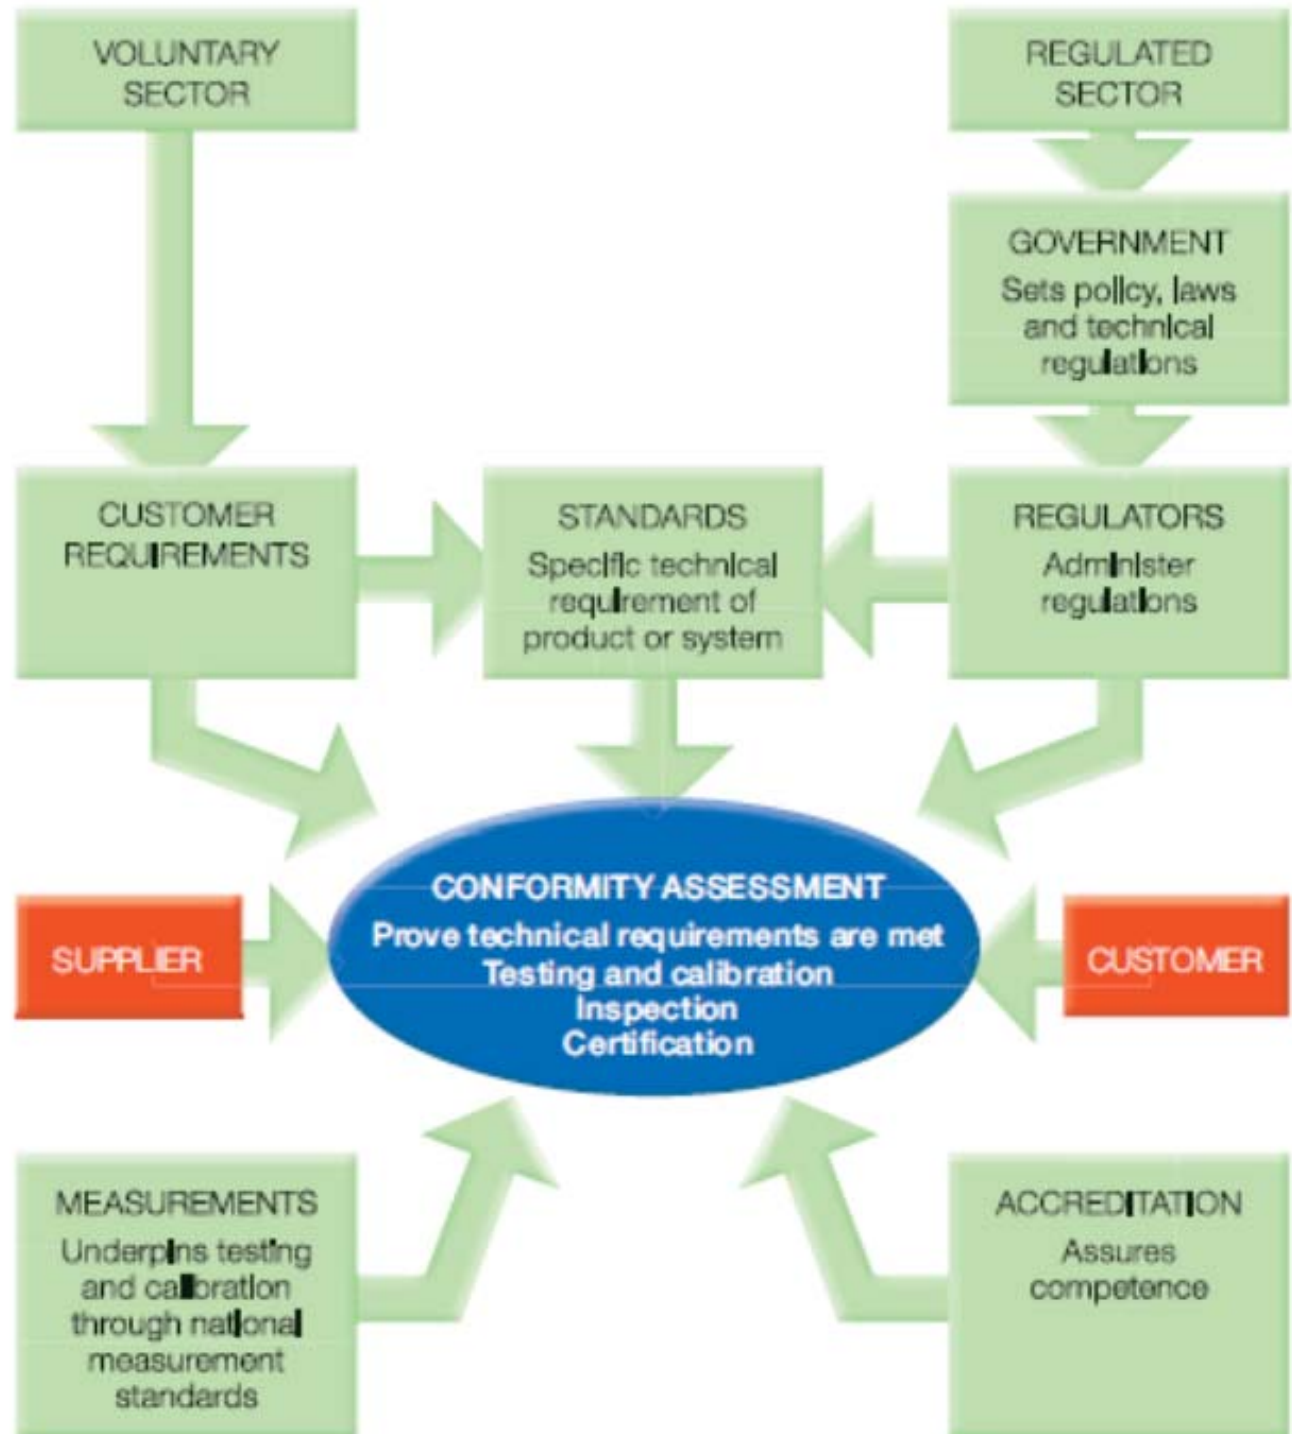 VOLUNTARY
SECTOR
REGULATED
SECTOR
GOVERNMENT
Sets policy, laws
and technical
regulations
CUSTOMER
REQUIREMENTS
STANDARDS
Specific technical
requirement of
product or system
REGULATORS
Administer
regulations
CONFORMITY ASSESSMENT
Prove technical requirements are met
Testing and calibration
Inspection
Certification
SUPPLIER
CUSTOMER
MEASUREMENTS
Underpins testing
and calibration
through national
measurement
standards
ACCREDITATION
Assures
competence